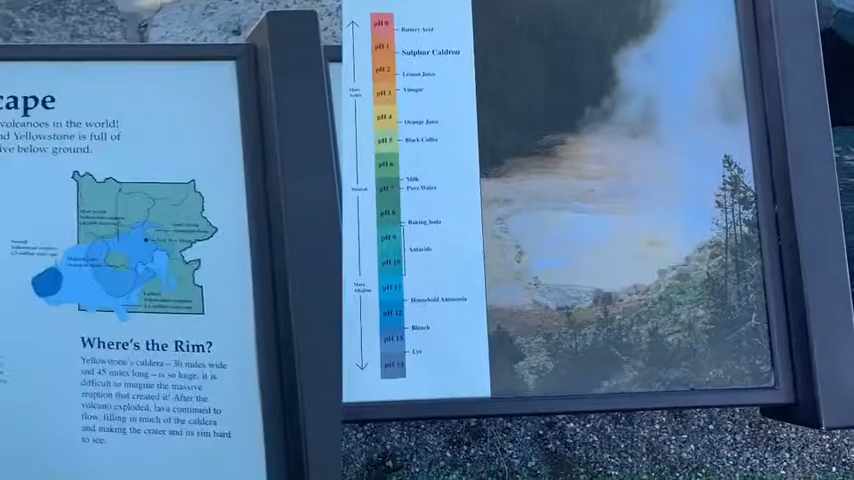 cape
volcanoes in the world!
nd Yellowstone is full of
ive below ground.
Where's the Rim?
Yellowstone's caldera—30 miles wide
and 45 miles long—is so huge, it is
difficult to imagine the massive
eruption that created it! After the
volcano exploded, lava continued to
flow, filling in much of the caldera
and making the crater and its rim hard
to see.
pH 0
Battery Acid
pH 1
Sulphur Caldron
pH 2
Lemon Juice
More Acidic
pH 3
Vinegar
pH 4
Orange Juice
pH 5
Black Coffee
pH 6
Milk
Neutral
pH 7
Pure Water
pH 8
Baking Soda
pH 9
Antacids
pH 10
More Alkaline
pH 11
Household Ammonia
pH 12
Bleach
pH 13
Lye
pH 14